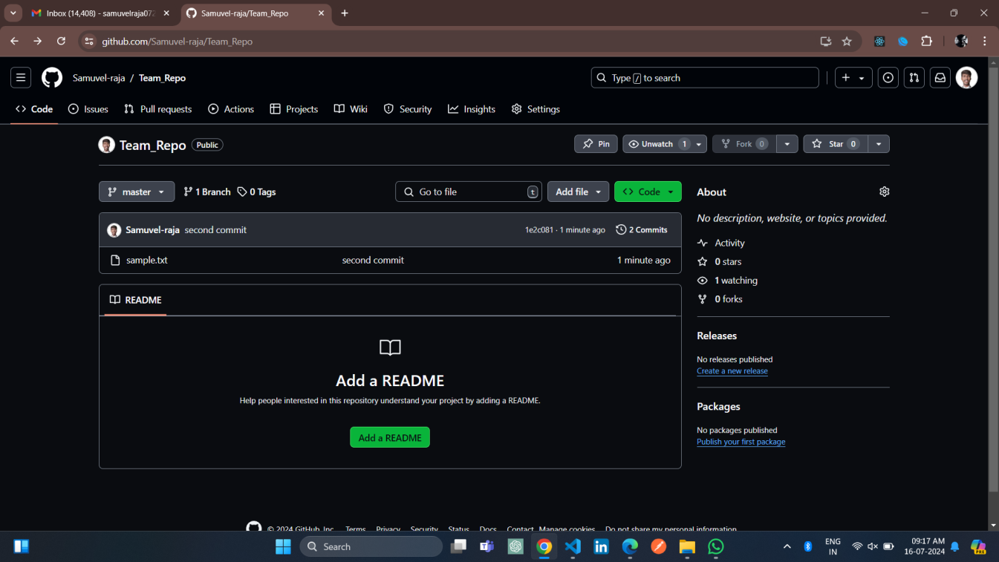 Inbox (14,408) - samuvelraja072
Samuvel-raja/Team_Repo
github.com/Samuvel-raja/Team_Repo
Samuvel-raja / Team_Repo
Type / to search
Code Issues Pull requests Actions Projects Wiki Security Insights Settings
Team_Repo Public
Pin Unwatch 1 Fork 0 Star 0
master 1 Branch 0 Tags
Go to file t Add file Code
Samuvel-raja second commit 1e2c081 · 1 minute ago 2 Commits
sample.txt second commit 1 minute ago
README
Add a README
Help people interested in this repository understand your project by adding a README.
Add a README
About
No description, website, or topics provided.
Activity
0 stars
1 watching
0 forks
Releases
No releases published
Create a new release
Packages
No packages published
Publish your first package
© 2024 GitHub, Inc. Terms Privacy Security Status Docs Contact Manage cookies Do not share my personal information
Search
ENG
IN
09:17 AM
16-07-2024
PRE